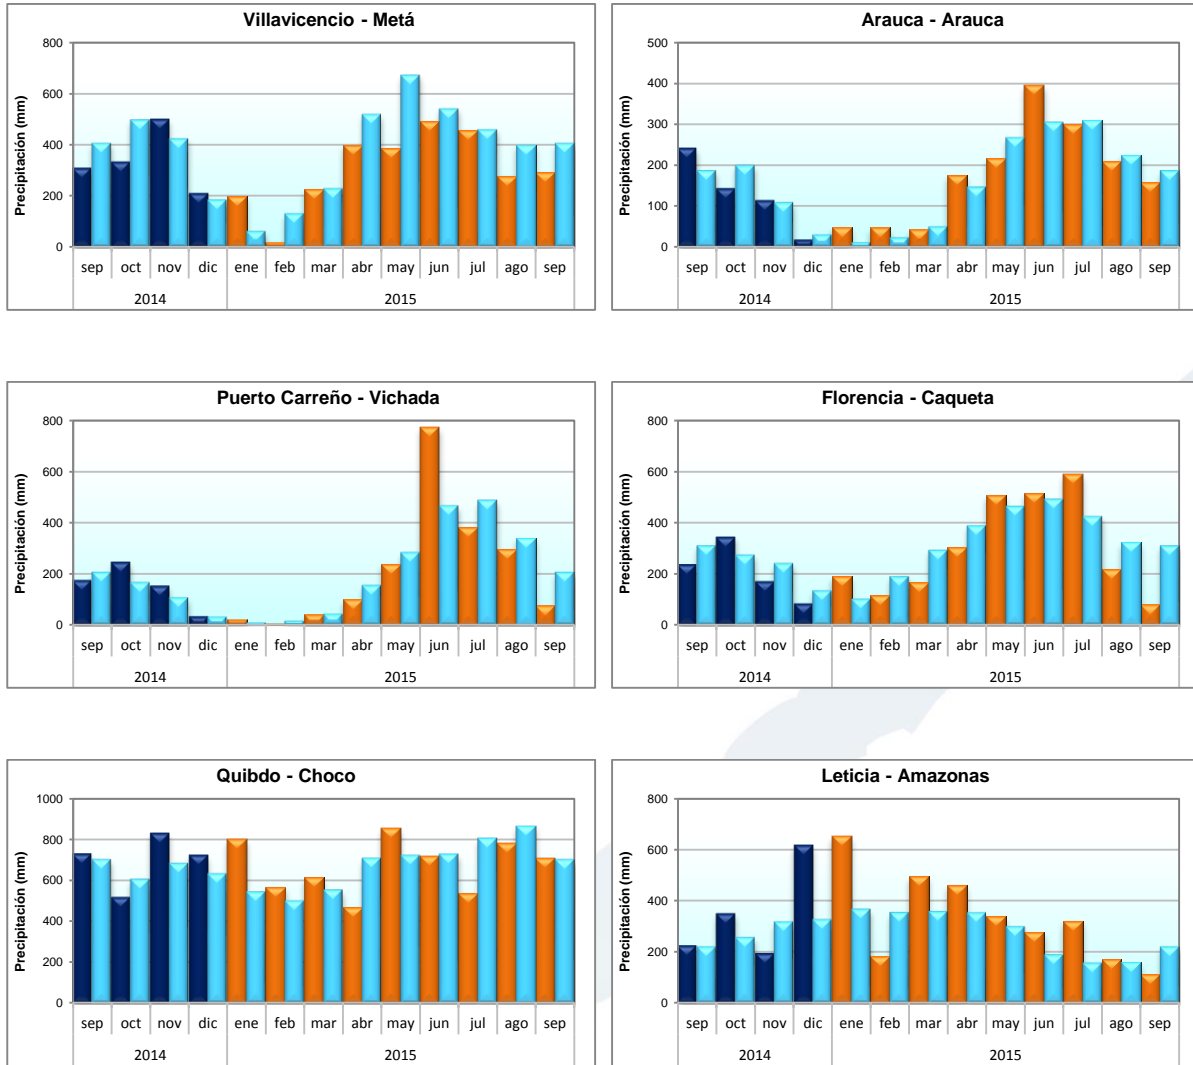 Villavicencio - Metá
Precipitación (mm)
800
600
400
200
0
sep oct nov dic ene feb mar abr may jun jul ago sep
2014 2015
Arauca - Arauca
Precipitación (mm)
500
400
300
200
100
0
sep oct nov dic ene feb mar abr may jun jul ago sep
2014 2015
Puerto Carreño - Vichada
Precipitación (mm)
800
600
400
200
0
sep oct nov dic ene feb mar abr may jun jul ago sep
2014 2015
Florencia - Caqueta
Precipitación (mm)
800
600
400
200
0
sep oct nov dic ene feb mar abr may jun jul ago sep
2014 2015
Quibdo - Choco
Precipitación (mm)
1000
800
600
400
200
0
sep oct nov dic ene feb mar abr may jun jul ago sep
2014 2015
Leticia - Amazonas
Precipitación (mm)
800
600
400
200
0
sep oct nov dic ene feb mar abr may jun jul ago sep
2014 2015